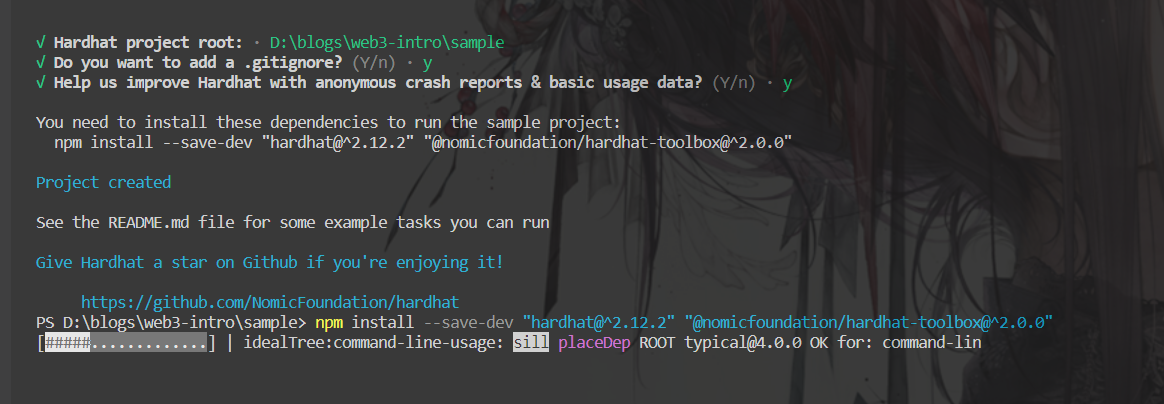 √ Hardhat project root: · D:\blogs\web3-intro\sample
√ Do you want to add a .gitignore? (Y/n) · y
√ Help us improve Hardhat with anonymous crash reports & basic usage data? (Y/n) · y
You need to install these dependencies to run the sample project:
  npm install --save-dev "hardhat@^2.12.2" "@nomicfoundation/hardhat-toolbox@^2.0.0"
Project created
See the README.md file for some example tasks you can run
Give Hardhat a star on Github if you're enjoying it!
     https://github.com/NomicFoundation/hardhat
PS D:\blogs\web3-intro\sample> npm install --save-dev "hardhat@^2.12.2" "@nomicfoundation/hardhat-toolbox@^2.0.0"
[#####.............] | idealTree:command-line-usage: sill placeDep ROOT typical@4.0.0 OK for: command-lin